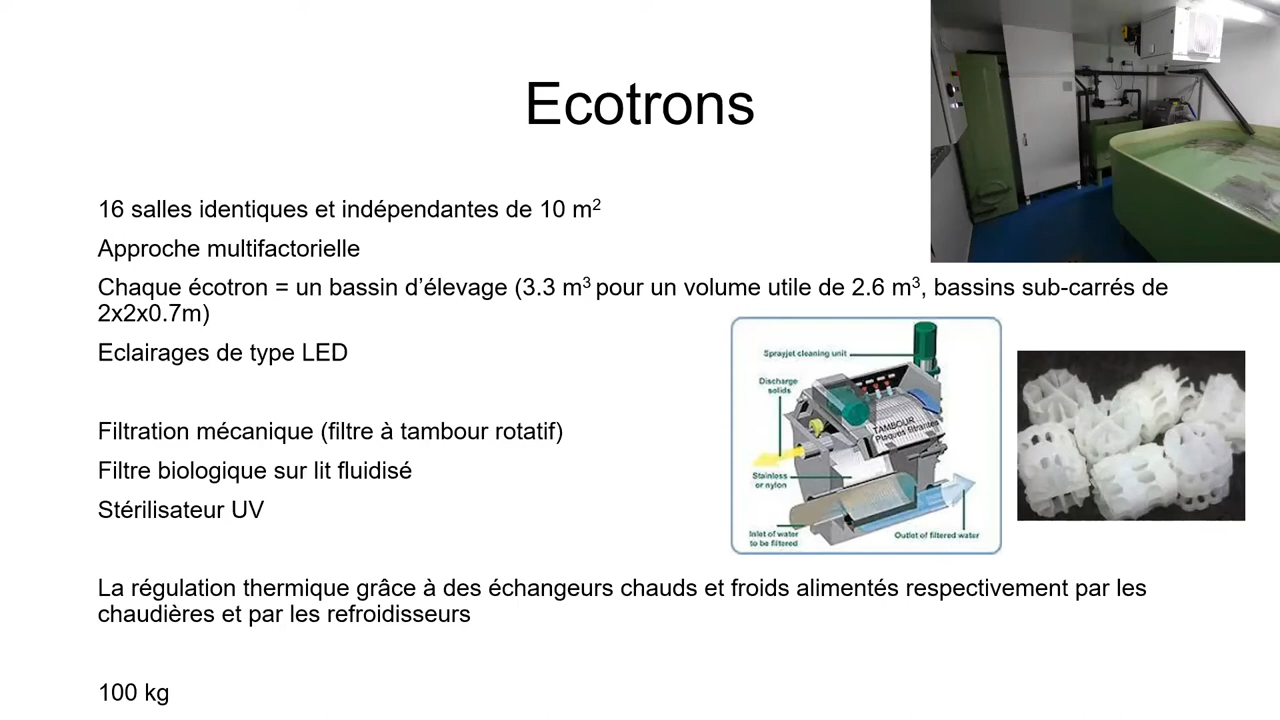 Ecotrons
16 salles identiques et indépendantes de 10 m²
Approche multifactorielle
Chaque écotron = un bassin d’élevage (3.3 m³ pour un volume utile de 2.6 m³, bassins sub-carrés de
2x2x0.7m)
Eclairages de type LED
Filtration mécanique (filtre à tambour rotatif)
Filtre biologique sur lit fluidisé
Stérilisateur UV
Sprayjet cleaning unit
Discharge
solids
TAMBOUR
Plaques filtrantes
Stainless
or nylon
Inlet of water
to be filtered
Outlet of filtered water
La régulation thermique grâce à des échangeurs chauds et froids alimentés respectivement par les
chaudières et par les refroidisseurs
100 kg